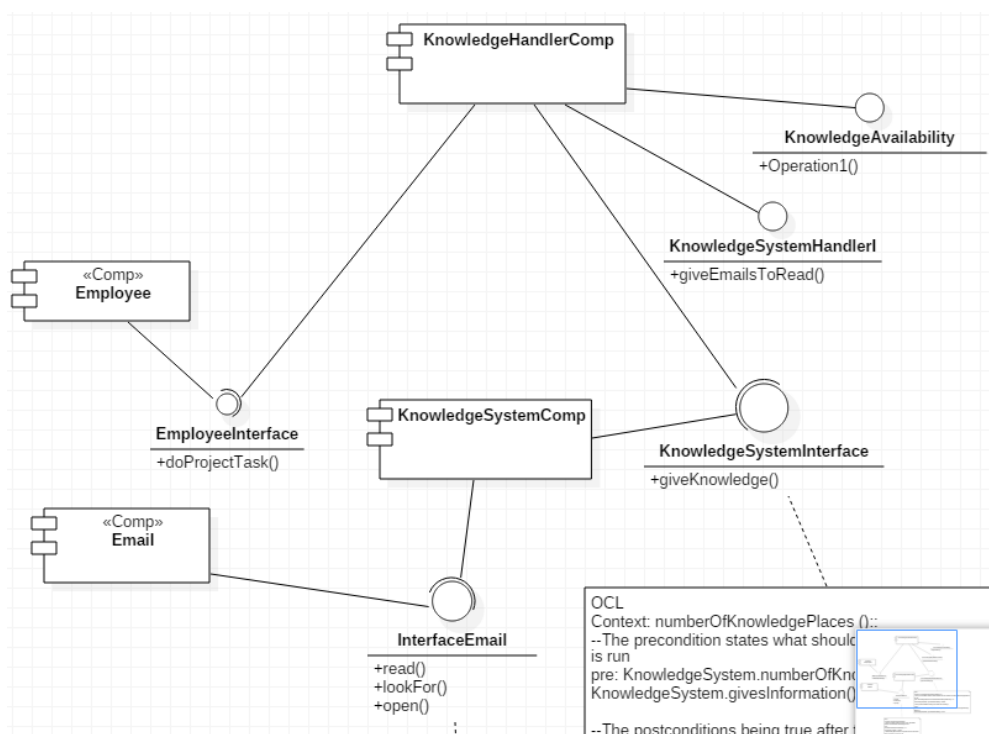 KnowledgeHandlerComp
KnowledgeAvailability
+Operation1()
KnowledgeSystemHandlerI
+giveEmailsToRead()
«Comp»
Employee
EmployeeInterface
+doProjectTask()
KnowledgeSystemComp
KnowledgeSystemInterface
+giveKnowledge()
«Comp»
Email
InterfaceEmail
+read()
+lookFor()
+open()
OCL
Context: numberOfKnowledgePlaces ()::
--The precondition states what should
is run
pre: KnowledgeSystem.numberOfKno
KnowledgeSystem.givesInformation()
--The postconditions being true after